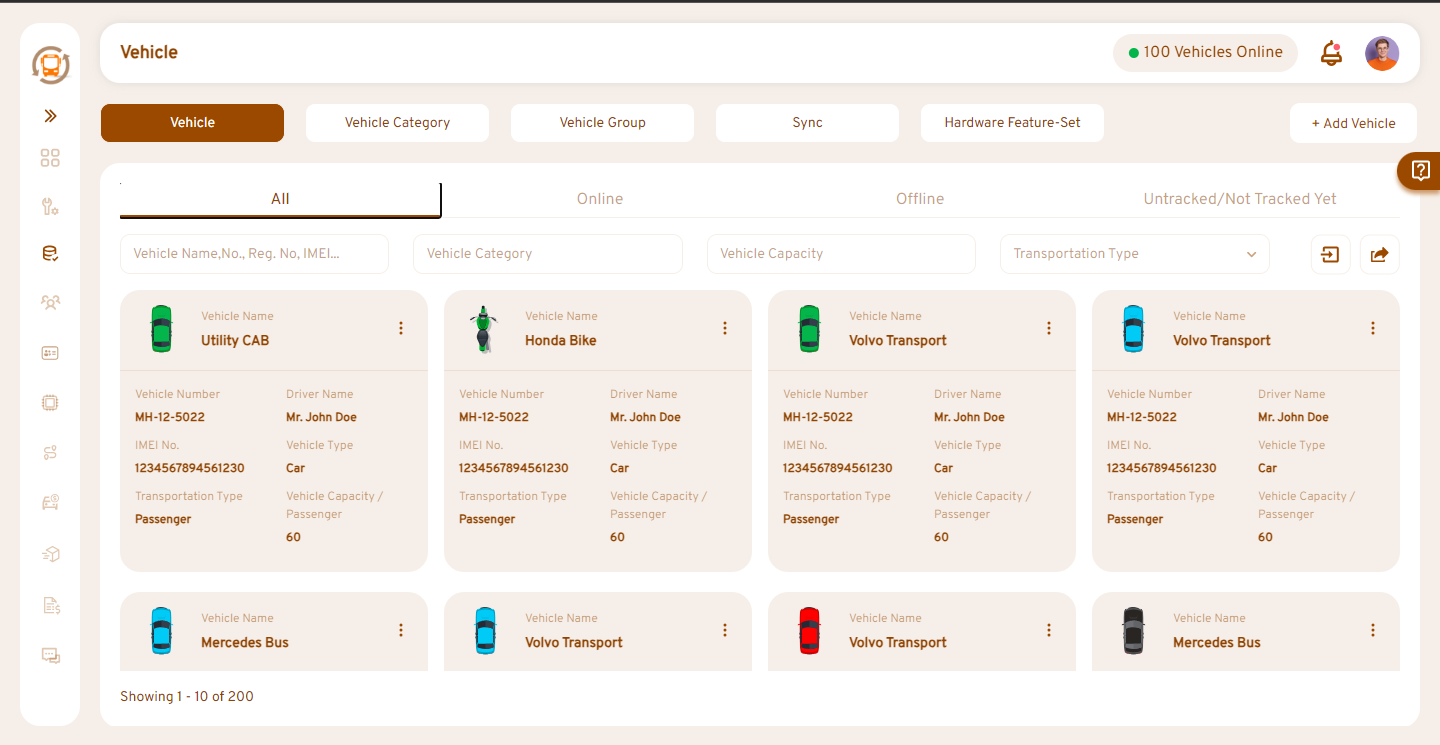 Vehicle
100 Vehicles Online
Vehicle
Vehicle Category
Vehicle Group
Sync
Hardware Feature-Set
+ Add Vehicle
All
Online
Offline
Untracked/Not Tracked Yet
Vehicle Name,No., Reg. No, IMEI...
Vehicle Category
Vehicle Capacity
Transportation Type
Vehicle Name
Utility CAB
Vehicle Number
Driver Name
MH-12-5022
Mr. John Doe
IMEI No.
Vehicle Type
1234567894561230
Car
Transportation Type
Vehicle Capacity /
Passenger
Passenger
60
Vehicle Name
Honda Bike
Vehicle Number
Driver Name
MH-12-5022
Mr. John Doe
IMEI No.
Vehicle Type
1234567894561230
Car
Transportation Type
Vehicle Capacity /
Passenger
Passenger
60
Vehicle Name
Volvo Transport
Vehicle Number
Driver Name
MH-12-5022
Mr. John Doe
IMEI No.
Vehicle Type
1234567894561230
Car
Transportation Type
Vehicle Capacity /
Passenger
Passenger
60
Vehicle Name
Volvo Transport
Vehicle Number
Driver Name
MH-12-5022
Mr. John Doe
IMEI No.
Vehicle Type
1234567894561230
Car
Transportation Type
Vehicle Capacity /
Passenger
Passenger
60
Vehicle Name
Mercedes Bus
Vehicle Name
Volvo Transport
Vehicle Name
Volvo Transport
Vehicle Name
Mercedes Bus
Showing 1 - 10 of 200